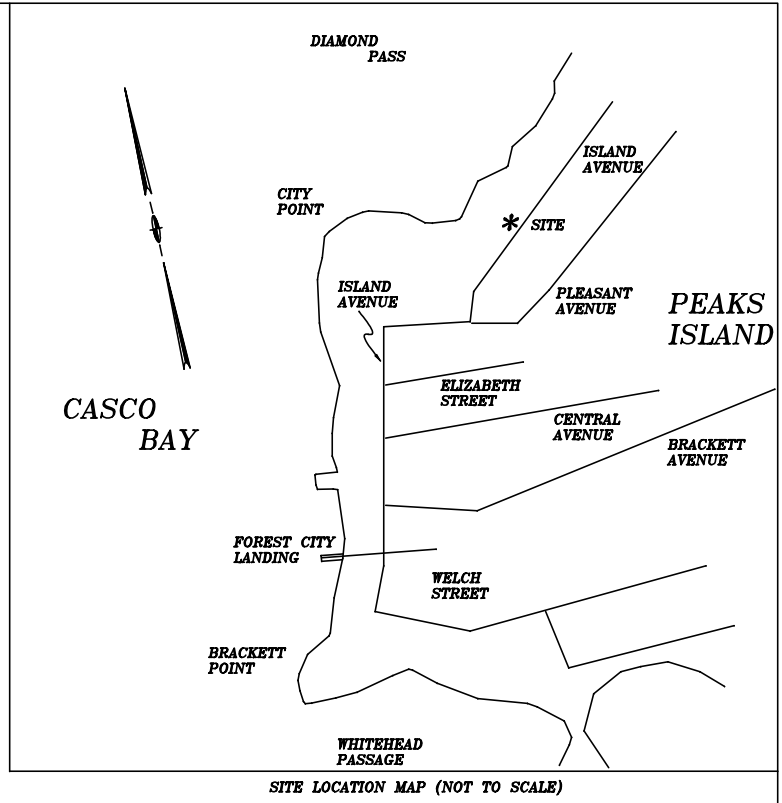 DIAMOND
PASS
ISLAND
AVENUE
CITY
POINT
* SITE
ISLAND
AVENUE
PLEASANT
AVENUE
PEAKS
ISLAND
CASCO
BAY
ELIZABETH
STREET
CENTRAL
AVENUE
BRACKETT
AVENUE
FOREST CITY
LANDING
WELCH
STREET
BRACKETT
POINT
WHITEHEAD
PASSAGE
SITE LOCATION MAP (NOT TO SCALE)